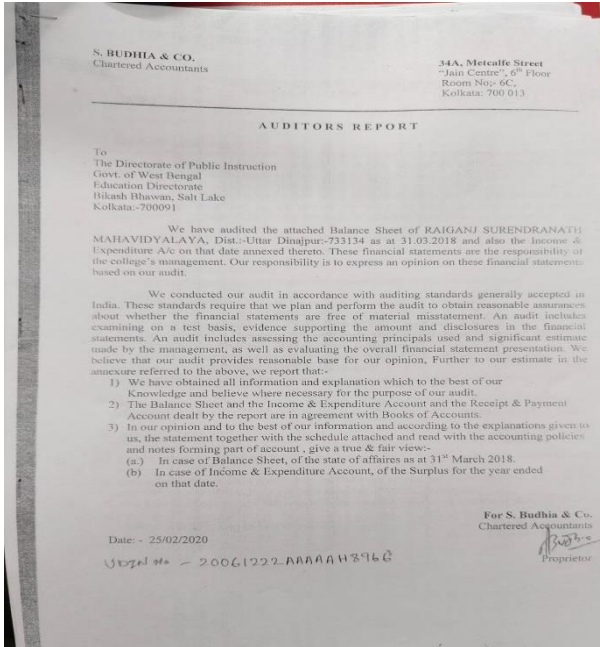 S. BUDHIA & CO.
Chartered Accountants
34A, Metcalfe Street
"Jain Centre", 6th Floor
Room No;- 6C,
Kolkata: 700 013
AUDITORS REPORT
To
The Directorate of Public Instruction
Govt. of West Bengal
Education Directorate
Bikash Bhawan, Salt Lake
Kolkata:-700091
We have audited the attached Balance Sheet of RAIGANJ SURENDRANATH
MAHAVIDYALAYA, Dist.:-Uttar Dinajpur:-733134 as at 31.03.2018 and also the Income &
Expenditure A/c on that date annexed thereto. These financial statements are the responsibility of
the college's management. Our responsibility is to express an opinion on these financial statements
based on our audit.
We conducted our audit in accordance with auditing standards generally accepted in
India. These standards require that we plan and perform the audit to obtain reasonable assurances
about whether the financial statements are free of material misstatement. An audit includes
examining on a test basis, evidence supporting the amount and disclosures in the financial
statements. An audit includes assessing the accounting principals used and significant estimate
made by the management, as well as evaluating the overall financial statement presentation. We
believe that our audit provides reasonable base for our opinion, Further to our estimate in the
annexure referred to the above, we report that:-
1) We have obtained all information and explanation which to the best of our
Knowledge and believe where necessary for the purpose of our audit.
2) The Balance Sheet and the Income & Expenditure Account and the Receipt & Payment
Account dealt by the report are in agreement with Books of Accounts.
3) In our opinion and to the best of our information and according to the explanations given to
us, the statement together with the schedule attached and read with the accounting policies
and notes forming part of account , give a true & fair view:-
(a.) In case of Balance Sheet, of the state of affaires as at 31st March 2018.
(b) In case of Income & Expenditure Account, of the Surplus for the year ended
on that date.
For S. Budhia & Co.
Chartered Accountants
Date: - 25/02/2020
Proprietor
UDIN No - 20061222AAAAAH8966